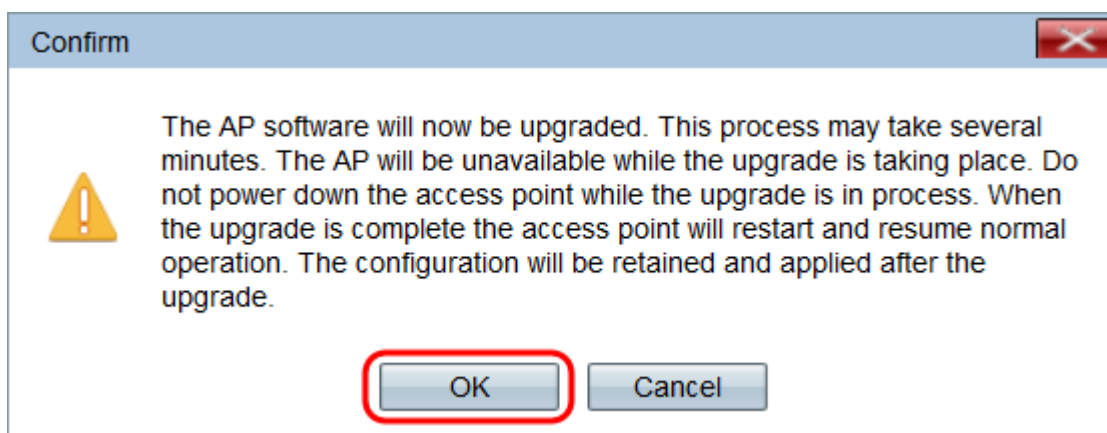 Confirm
The AP software will now be upgraded. This process may take several
minutes. The AP will be unavailable while the upgrade is taking place. Do
not power down the access point while the upgrade is in process. When
the upgrade is complete the access point will restart and resume normal
operation. The configuration will be retained and applied after the
upgrade.
OK Cancel